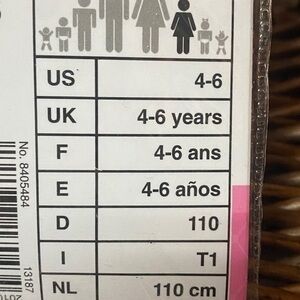 US 4-6
UK 4-6 years
F 4-6 ans
E 4-6 años
D 110
I T1
NL 110 cm
No. 8405484
13187